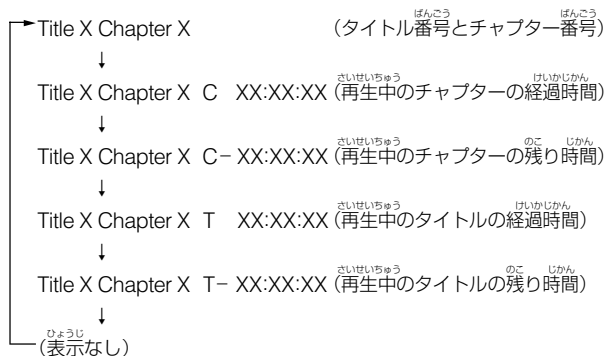 Title X Chapter X (タイトル番号とチャプター番号)
↓
Title X Chapter X C XX:XX:XX (再生中のチャプターの経過時間)
↓
Title X Chapter X C− XX:XX:XX (再生中のチャプターの残り時間)
↓
Title X Chapter X T XX:XX:XX (再生中のタイトルの経過時間)
↓
Title X Chapter X T− XX:XX:XX (再生中のタイトルの残り時間)
↓
(表示なし)